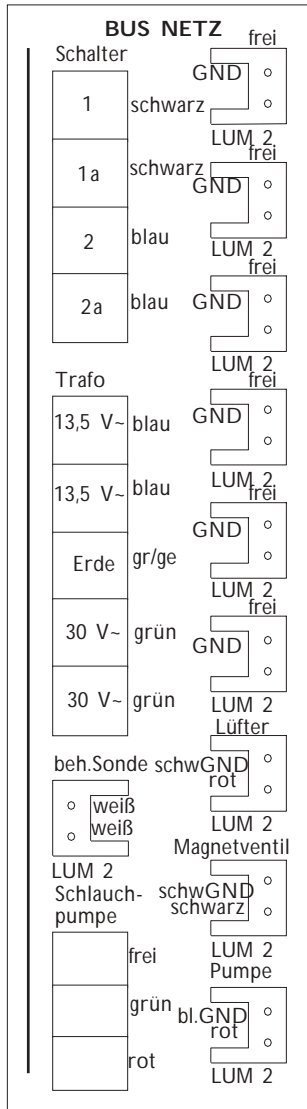 BUS NETZ
Schalter
1 schwarz
1a schwarz
2 blau
2a blau
Trafo
13,5 V~ blau
13,5 V~ blau
Erde gr/ge
30 V~ grün
30 V~ grün
beh.Sonde
weiß
weiß
LUM 2
Schlauch-
pumpe
frei
grün
rot
frei
GND
LUM 2
frei
GND
LUM 2
frei
GND
LUM 2
frei
GND
LUM 2
frei
GND
LUM 2
frei
GND
LUM 2
Lüfter
schwGND
rot
LUM 2
Magnetventil
schwGND
schwarz
LUM 2
Pumpe
bl.GND
rot
LUM 2